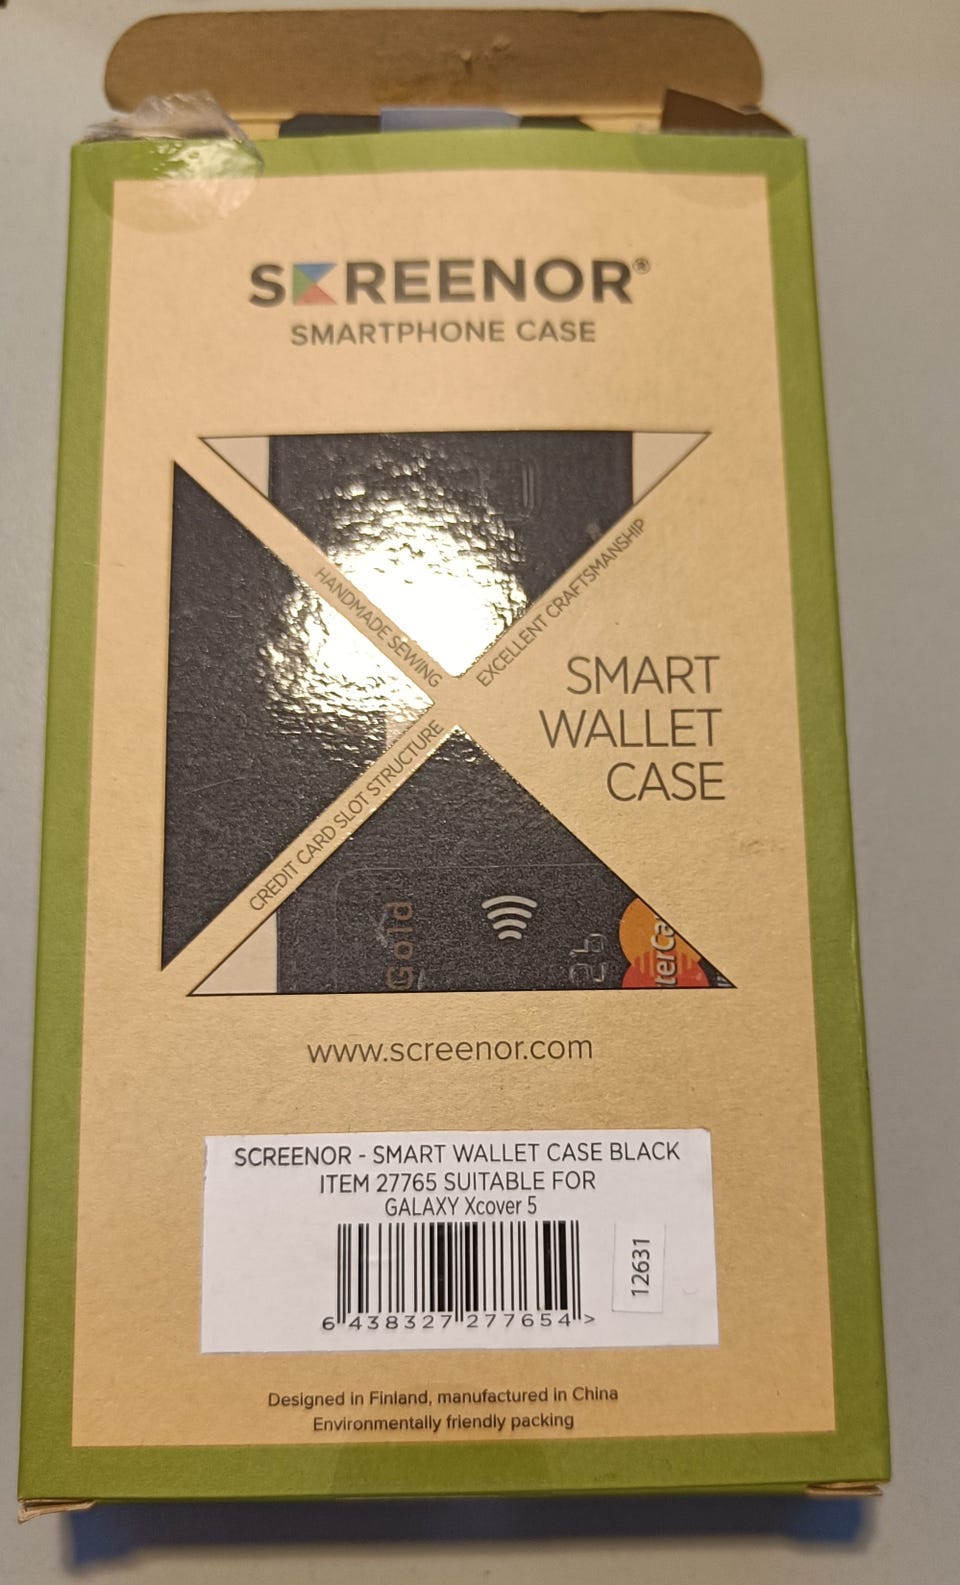 SCREENOR®
SMARTPHONE CASE
HANDMADE SEWING
EXCELLENT CRAFTSMANSHIP
SMART
WALLET
CASE
CREDIT CARD SLOT STRUCTURE
Gold
terCa
www.screenor.com
SCREENOR - SMART WALLET CASE BLACK
ITEM 27765 SUITABLE FOR
GALAXY Xcover 5
12631
6 438327 277654 >
Designed in Finland, manufactured in China
Environmentally friendly packing